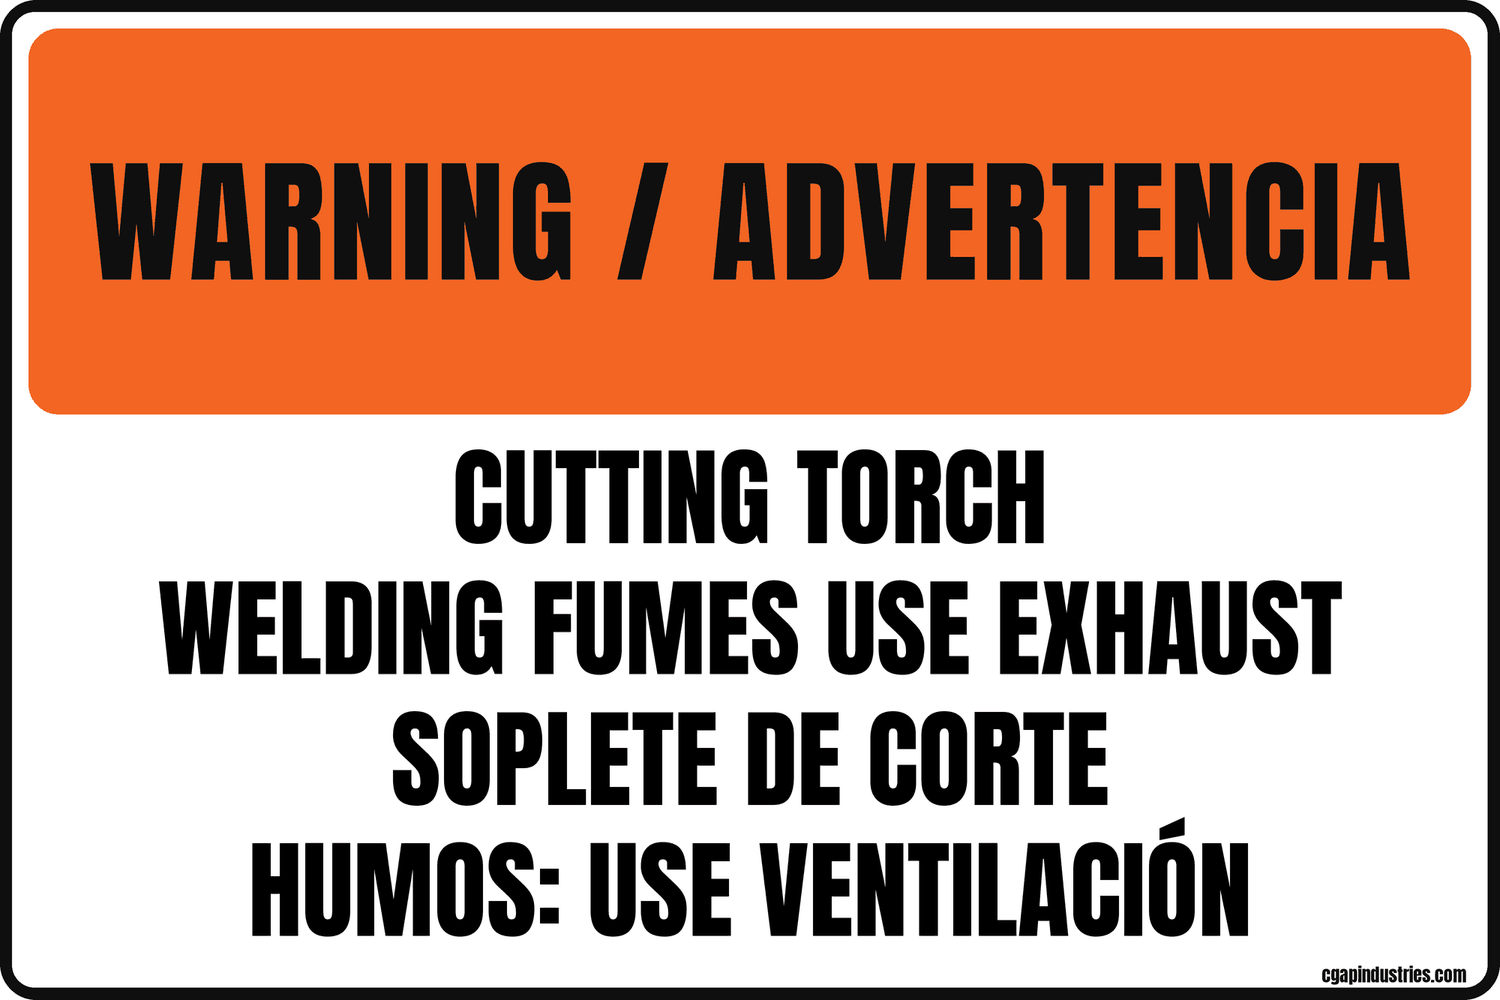 WARNING / ADVERTENCIA
CUTTING TORCH
WELDING FUMES USE EXHAUST
SOPLETE DE CORTE
HUMOS: USE VENTILACIÓN
cgapindustries.com